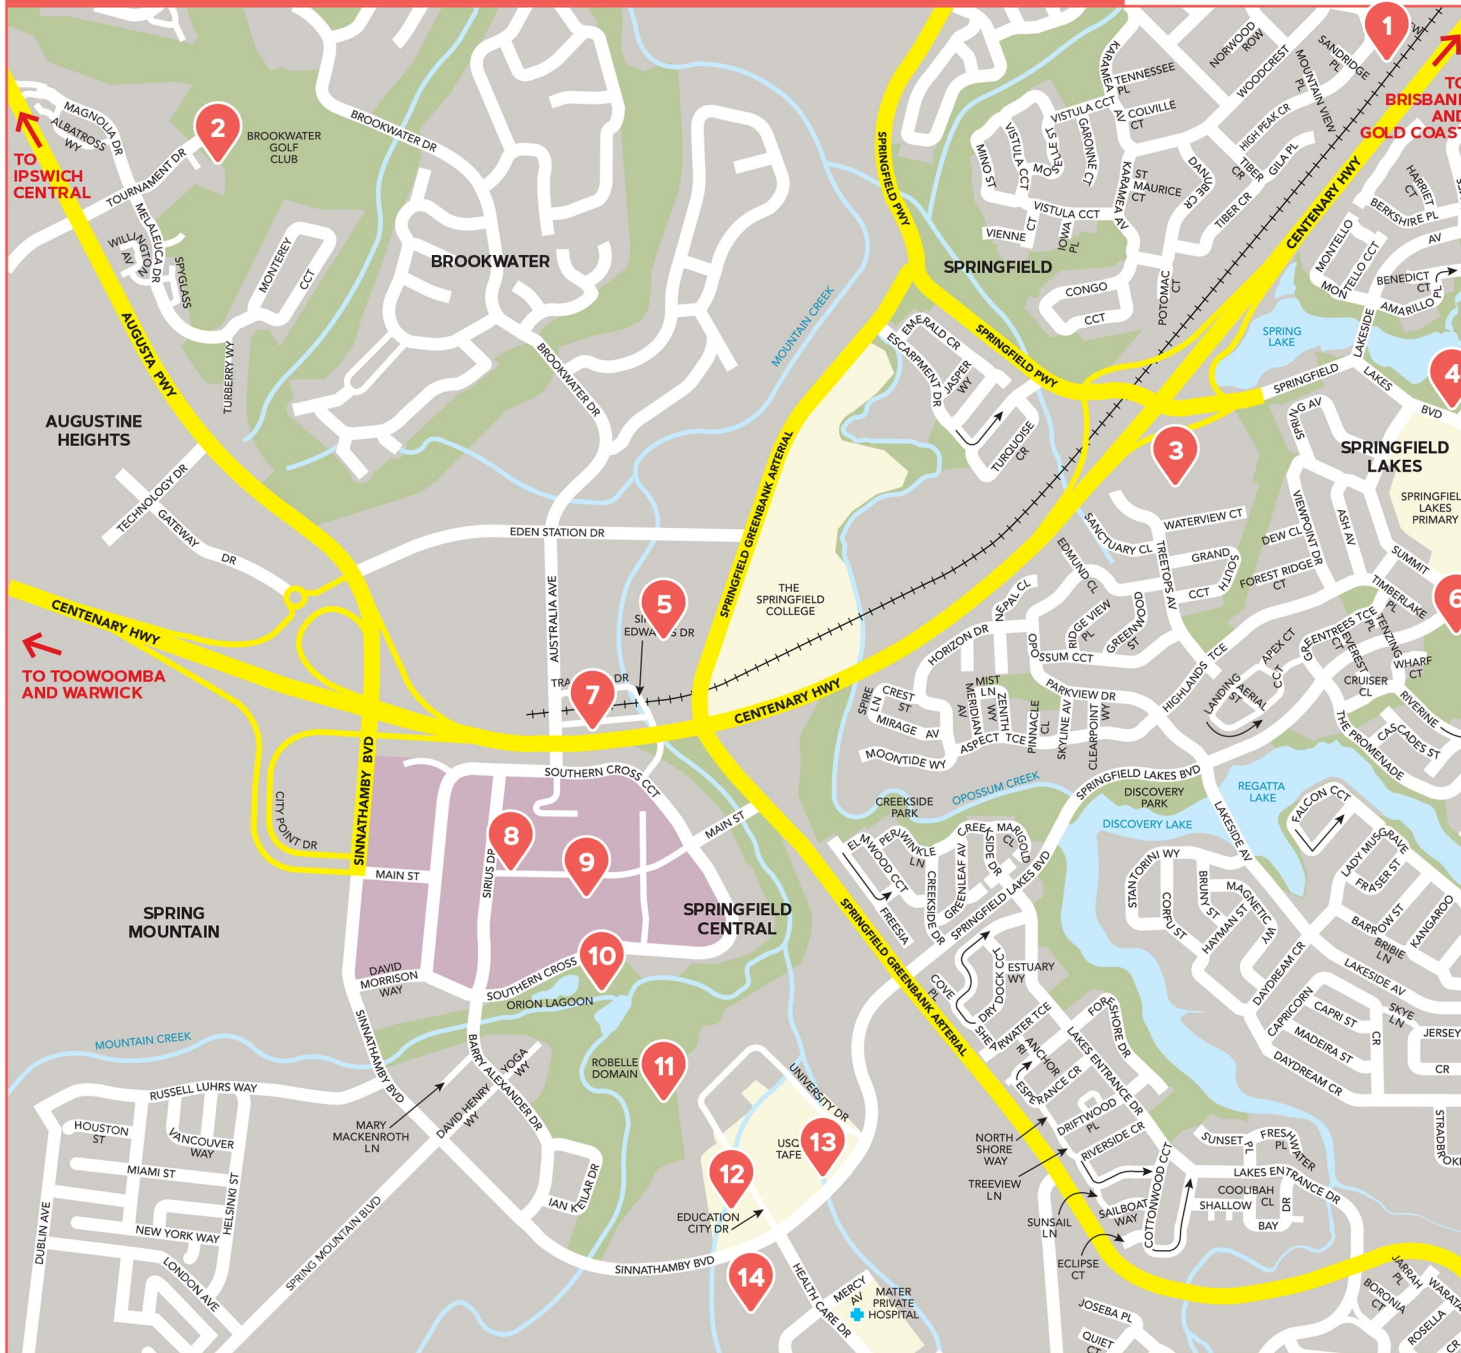 1
TO
BRISBAN
AND
GOLD COAST
2
BROOKWATER
GOLF
CLUB
TO
IPSWICH
CENTRAL
MAGNOLIA DR
ALBATROSS
WY
TOURNAMENT DR
MELALEUCA DR
SPYGLASS
MONTEREY
CCT
TURBERRY WY
AUGUSTA PWY
BROOKWATER DR
BROOKWATER
BROOKWATER DR
MOUNTAIN CREEK
SPRINGFIELD PWY
SPRINGFIELD
SPRINGFIELD PWY
KARAMEA
AV
TENNESSEE
PL
VISTULA CCT
COLVILLE
CT
GARONNE CT
VISTULA CCT
MINO ST
VISTULA CCT
VIENNE CT
IOWA
PL
KARAMEA AV
ST
MAURICE
CT
DANUBE CR
TIBER
CR
GILA PL
TIBER CR
HIGH PEAK CR
WOODCREST
NORWOOD
ROW
MOUNTAIN VIEW
PL
SANDRIDGE
PL
CONGO
CCT
POTOMAC
CT
CENTENARY HWY
HARRIET
CT
BERKSHIRE PL
AV
MONTELLO
MONTELLO CCT
BENEDICT
CT
AMARILLO
PL
SPRING
LAKE
LAKESIDE
SPRINGFIELD
LAKES
BVD
4
EMERALD CR
ESCARPMENT DR
JASPER
WY
TURQUOISE
CR
3
SPRING AV
SPRINGFIELD
LAKES
SPRINGFIEL
LAKES
PRIMARY
AUGUSTINE
HEIGHTS
TECHNOLOGY DR
GATEWAY
DR
EDEN STATION DR
SPRINGFIELD GREENBANK ARTERIAL
THE
SPRINGFIELD
COLLEGE
AUSTRALIA AVE
5
EDWARDS DR
7
DR
WATERVIEW CT
SANCTUARY CL
TREETOPS AV
GRAND
SOUTH
CCT
DEW CL
VIEWPOINT DR
FOREST RIDGE
CT
ASH AV
SUMMIT
6
TIMBERLAKE
PL
EDMUND CL
RIDGE VIEW
PL
GREENWOOD
ST
NEPAL CL
HORIZON DR
OPOSSUM CCT
GREENTREES TCE
TENZING
PL
EVEREST
CT
WHARF
CT
CRUISER
CL
APEX CT
CCT
AERIAL
LANDING
ST
HIGHLANDS TCE
THE PROMENADE
RIVERINE
CASCADES ST
CENTENARY HWY
TO TOOWOOMBA
AND WARWICK
CENTENARY HWY
SPIRE
LN
CREST
ST
MIRAGE AV
MOONTIDE WY
MIST
LN
MERIDIAN
AV
ZENITH
WY
ASPECT TCE
PINNACLE
CL
SKYLINE AV
CLEARPOINT
WY
PARKVIEW DR
SINNATHAMBY BVD
CITY POINT DR
SOUTHERN CROSS CCT
MAIN ST
8
9
SIRIUS DR
MAIN ST
OPOSSUM CREEK
CREEKSIDE
PARK
SPRINGFIELD LAKES BVD
DISCOVERY
PARK
DISCOVERY LAKE
REGATTA
LAKE
LAKESIDE AV
FALCON CCT
LADY MUSGRAVE
FRASER ST
ELMWOOD CCT
PERIWINKLE
LN
CREEKSIDE DR
MARIGOLD
CL
GREENLEAF AV
CREEKSIDE DR
FREESIA
SPRINGFIELD LAKES BVD
STANTORINI WY
CORFU ST
BRUNY ST
HAYMAN ST
MAGNETIC
WY
BARROW ST
BRIBIE
LN
KANGAROO
LAKESIDE AV
DAYDREAM CR
CAPRICORN
CAPRI ST
MADEIRA ST
DAYDREAM CR
SKYE
LN
CR
JERSEY
CR
SPRING
MOUNTAIN
SPRINGFIELD
CENTRAL
DAVID
MORRISON
WAY
SOUTHERN CROSS
10
ORION LAGOON
SPRINGFIELD GREENBANK ARTERIAL
ESTUARY
WY
DRY DOCK CCT
COVE
PL
SHEARWATER TCE
FORESHORE DR
LAKES ENTRANCE DR
ANCHOR
ESPERANCE CR
MOUNTAIN CREEK
SINNATHAMBY BVD
BARRY ALEXANDER DR
YOGA
WY
DAVID HENRY
WY
ROBELLE
DOMAIN
11
UNIVERSITY DR
RUSSELL LUHRS WAY
HOUSTON
ST
VANCOUVER
WAY
MIAMI ST
HELSINKI ST
NEW YORK WAY
DUBLIN AVE
LONDON AVE
MARY
MACKENROTH
LN
SPRING MOUNTAIN BLVD
IAN KEILAR DR
12
13
TAFE
EDUCATION
CITY DR
SINNATHAMBY BVD
14
HEALTH CARE DR
MERCY
AV
MATER
PRIVATE
HOSPITAL
NORTH
SHORE
WAY
TREEVIEW
LN
DRIFTWOOD
PL
RIVERSIDE CR
SUNSAIL
LN
SAILBOAT
WAY
ECLIPSE
CT
COTTONWOOD CCT
SUNSET
PL
FRESHWATER
PL
LAKES ENTRANCE DR
COOLIBAH
CL
SHALLOW
BAY
DR
JOSEBA PL
QUIET
JARRAH
PL
BORONIA
CT
WARATA
ROSELLA
CR